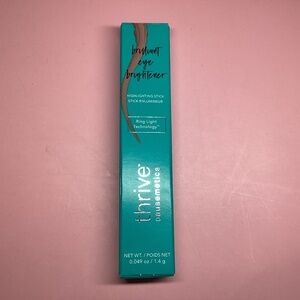 brilliant
eye
brightener
HIGHLIGHTING STICK
STICK ENLUMINEUR
Ring Light
Technology™
thrive™
causemetics
NET WT. / POIDS NET
0.049 oz / 1.4 g